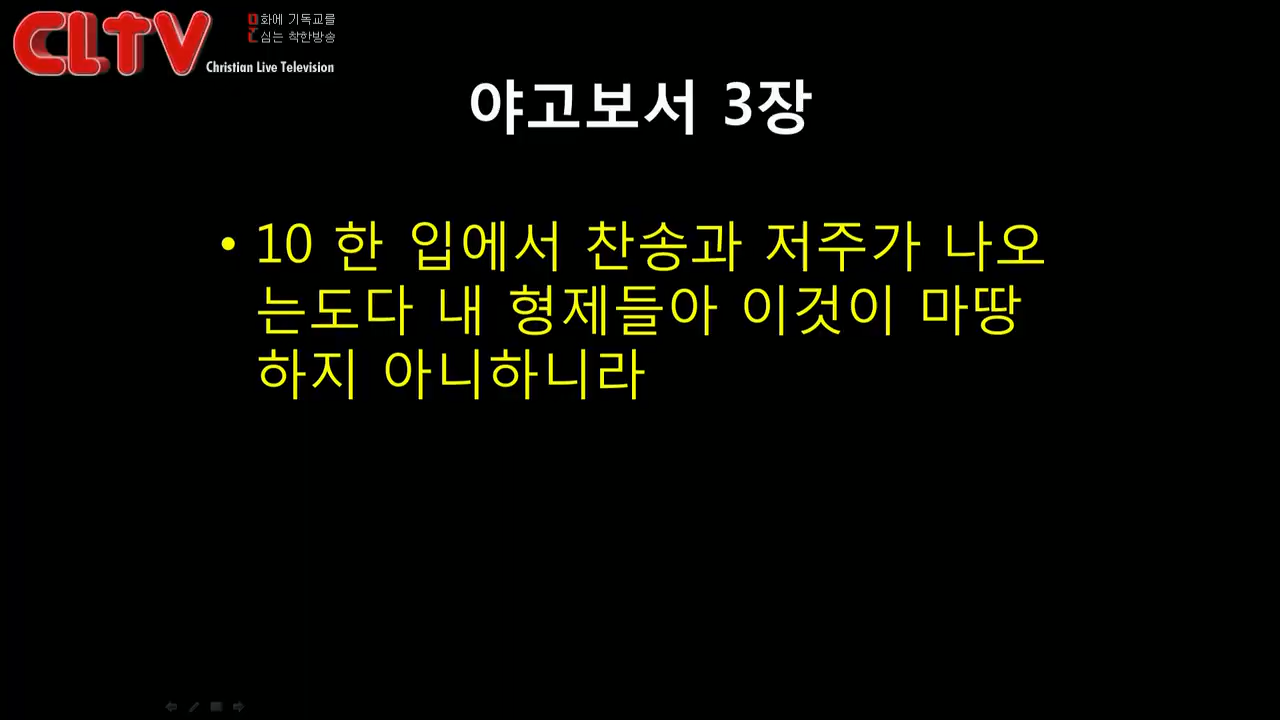 CLTV
화에 기독교를
심는 착한방송
Christian Live Television
야고보서 3장
• 10 한 입에서 찬송과 저주가 나오
는도다 내 형제들아 이것이 마땅
하지 아니하니라